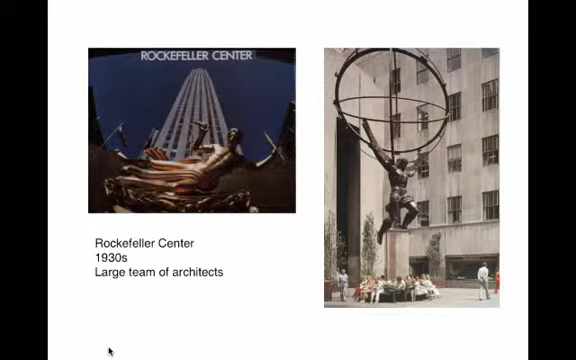 ROCKEFELLER CENTER
Rockefeller Center
1930s
Large team of architects